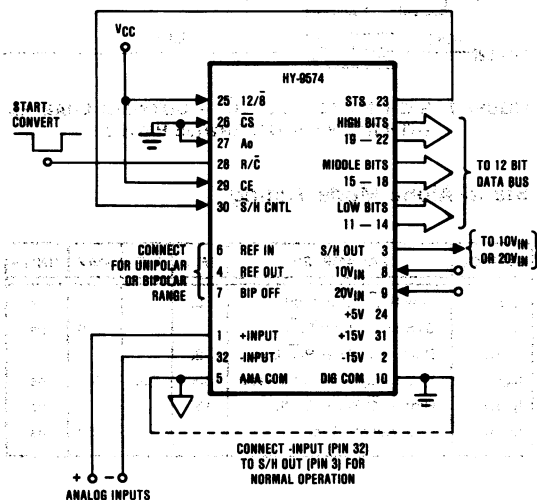 VCC
HY-9574
25 12/8̅
STS 23
START
CONVERT
26 C̅S̅
HIGH BITS
19 — 22
27 Ao
28 R/C̅
MIDDLE BITS
15 — 18
TO 12 BIT
DATA BUS
29 CE
30 S̅/H CNTL
LOW BITS
11 — 14
CONNECT
FOR UNIPOLAR
OR BIPOLAR
RANGE
6 REF IN
S/H OUT 3
TO 10VIN
OR 20VIN
4 REF OUT
10VIN 8
7 BIP OFF
20VIN 9
+5V 24
1 +INPUT
+15V 31
32 -INPUT
-15V 2
5 ANA COM
DIG COM 10
CONNECT -INPUT (PIN 32)
TO S/H OUT (PIN 3) FOR
NORMAL OPERATION
+ -
ANALOG INPUTS